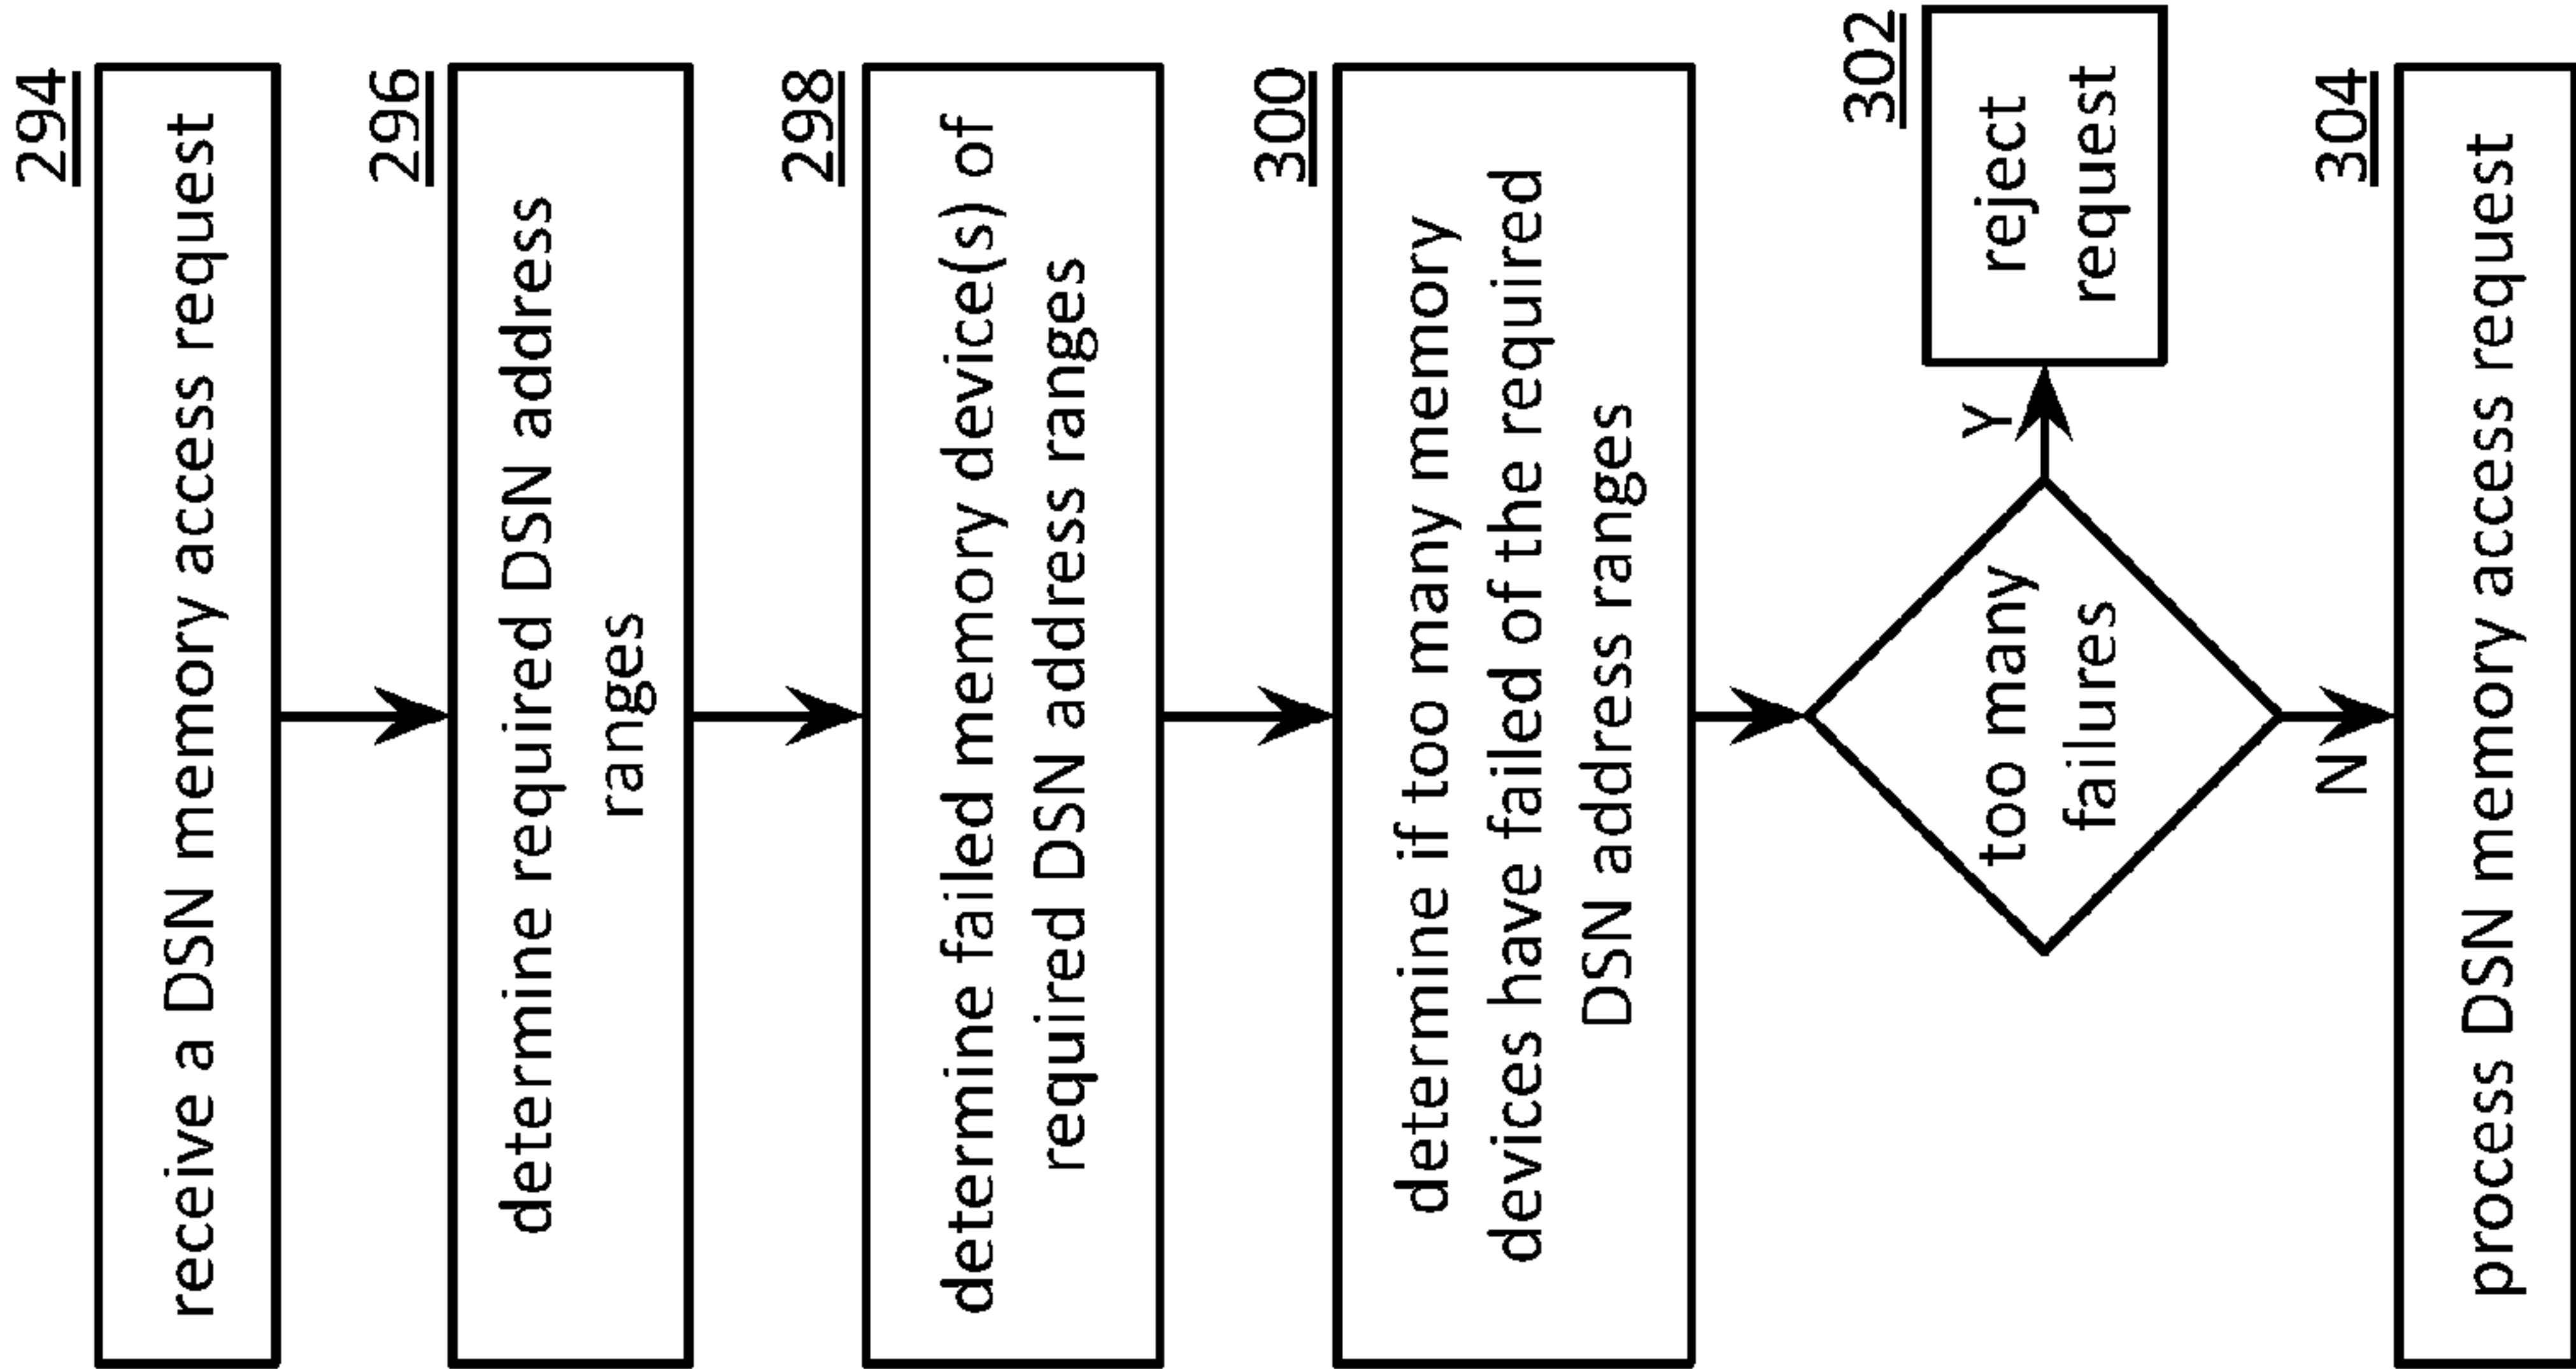 294
receive a DSN memory access request
296
determine required DSN address
ranges
298
determine failed memory device(s) of
required DSN address ranges
300
determine if too many memory
devices have failed of the required
DSN address ranges
too many
failures
Y
302
reject
request
N
304
process DSN memory access request